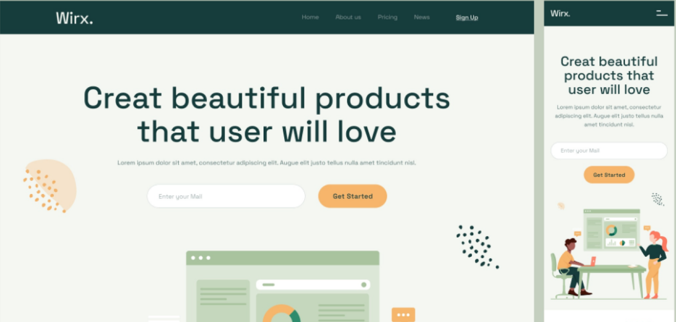 Wirx.
Home About us Pricing News Sign Up
Creat beautiful products
that user will love
Lorem ipsum dolor sit amet, consectetur adipiscing elit. Augue elit justo tellus nulla amet tincidunt nisi.
Enter your Mail
Get Started
Wirx.
Creat beautiful
products that
user will love
Lorem ipsum dolor sit amet, consectetur
adipiscing elit. Augue elit justo tellus nulla
amet tincidunt nisi.
Enter your Mail
Get Started